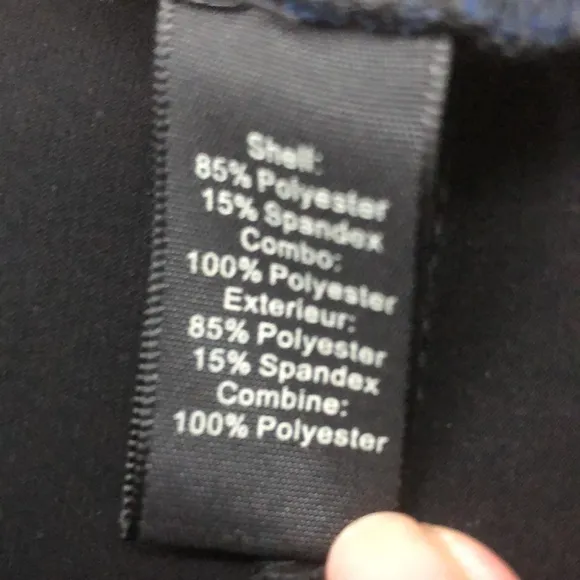 Shell:
85% Polyester
15% Spandex
Combo:
100% Polyester
Exterieur:
85% Polyester
15% Spandex
Combine:
100% Polyester